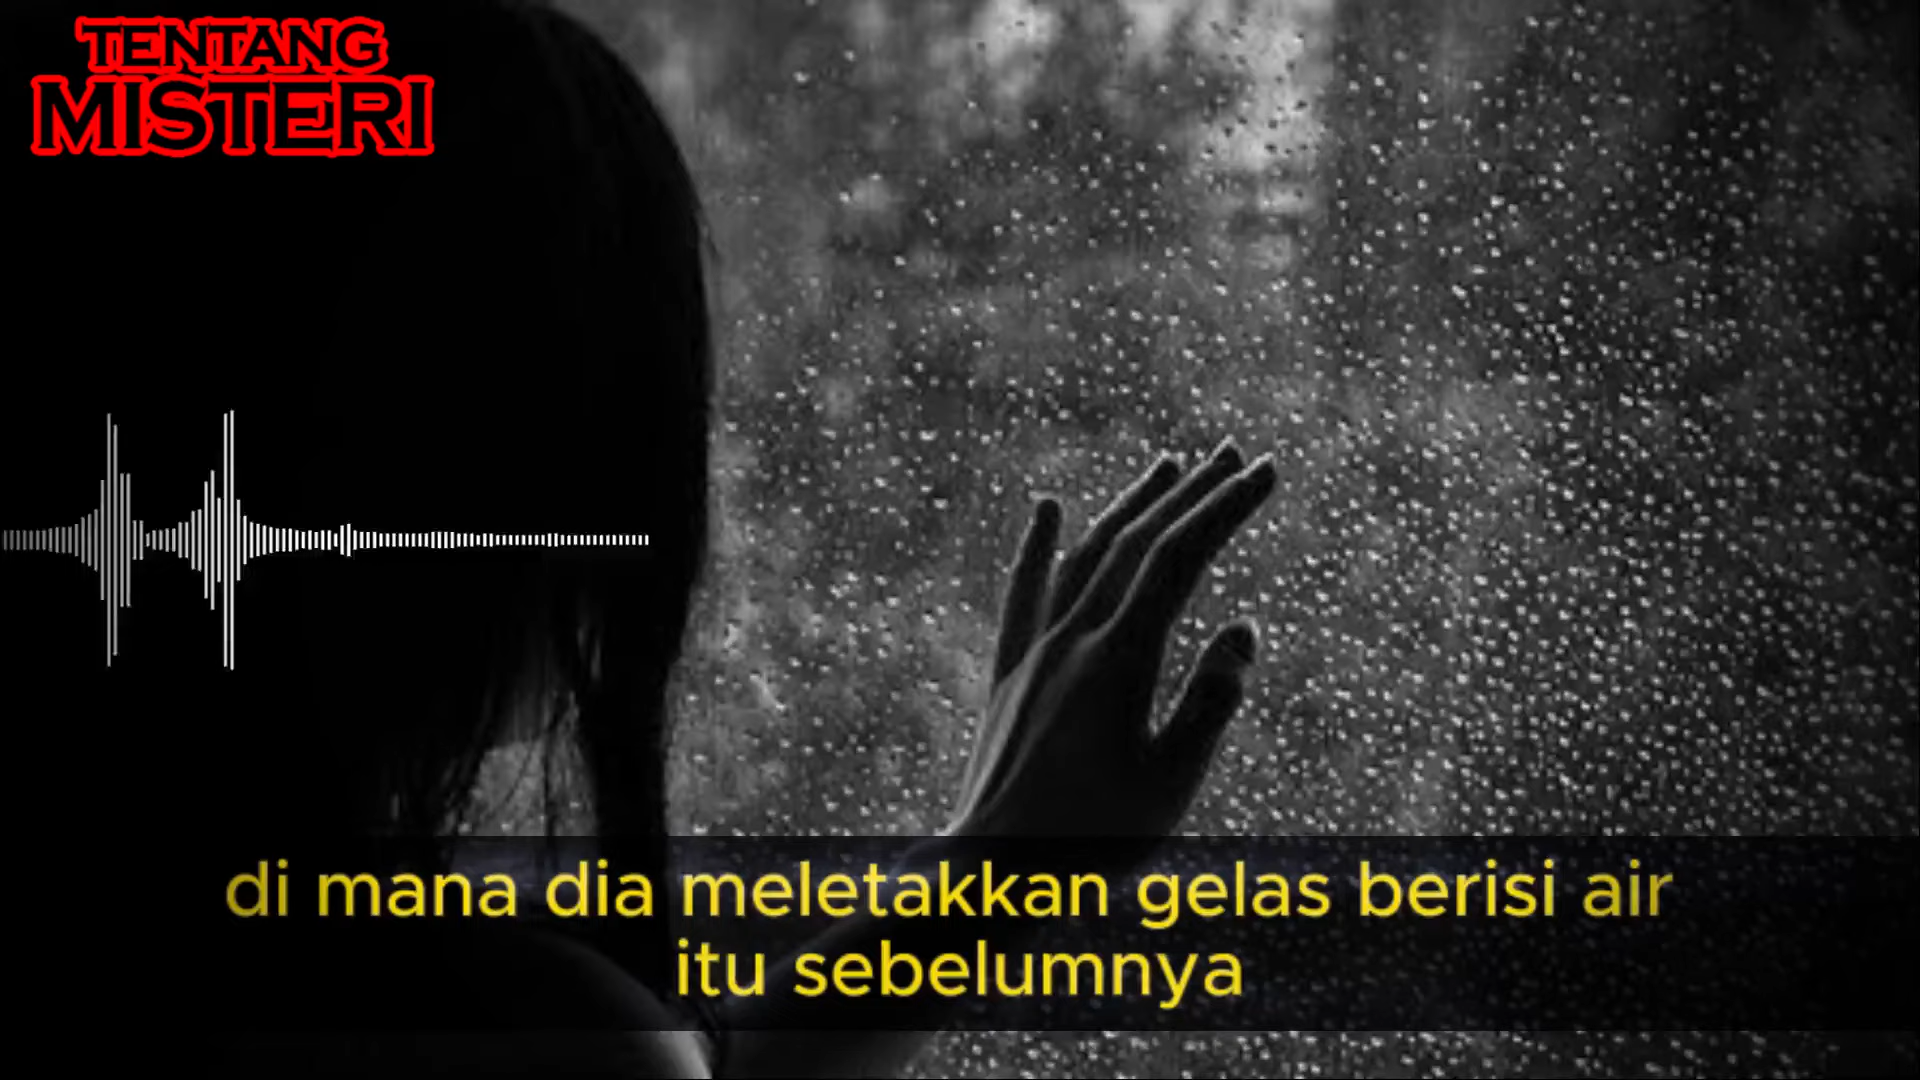 TENTANG
MISTERI
di mana dia meletakkan gelas berisi air
itu sebelumnya